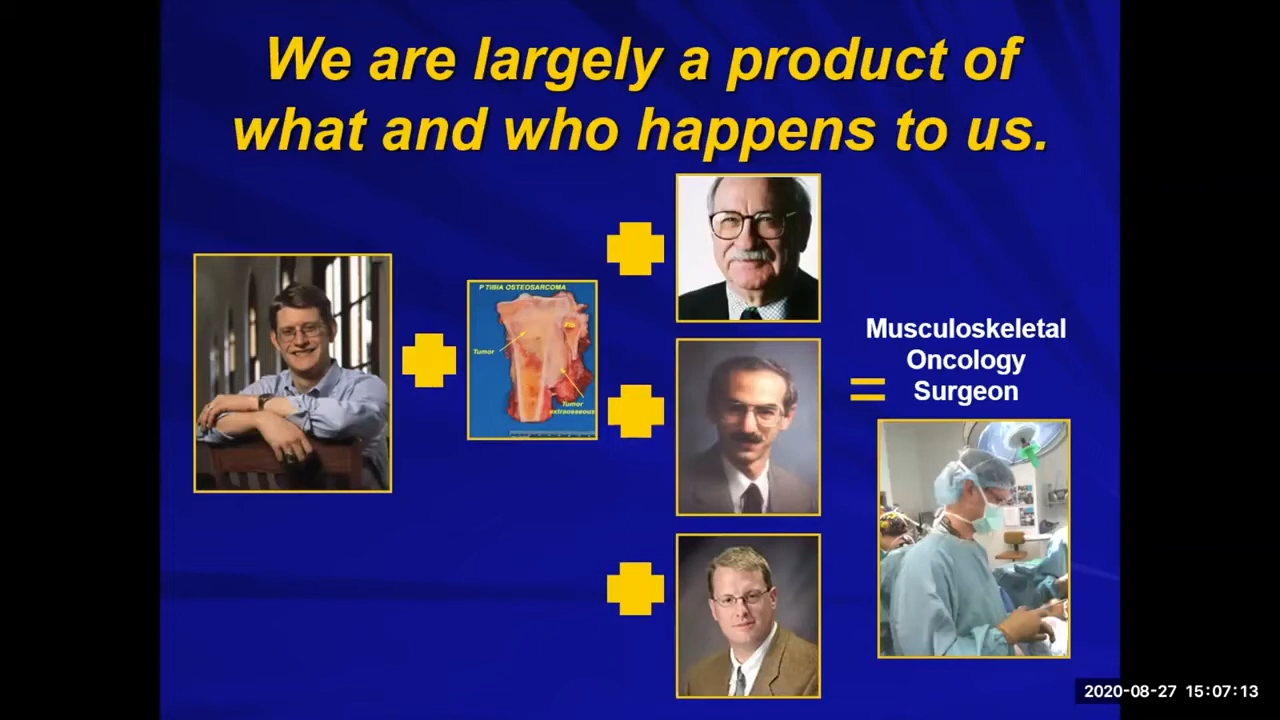 We are largely a product of
what and who happens to us.
P TIBIA OSTEOSARCOMA
Tumor
Tumor
extraosseous
Musculoskeletal
Oncology
Surgeon
2020-08-27 15:07:13